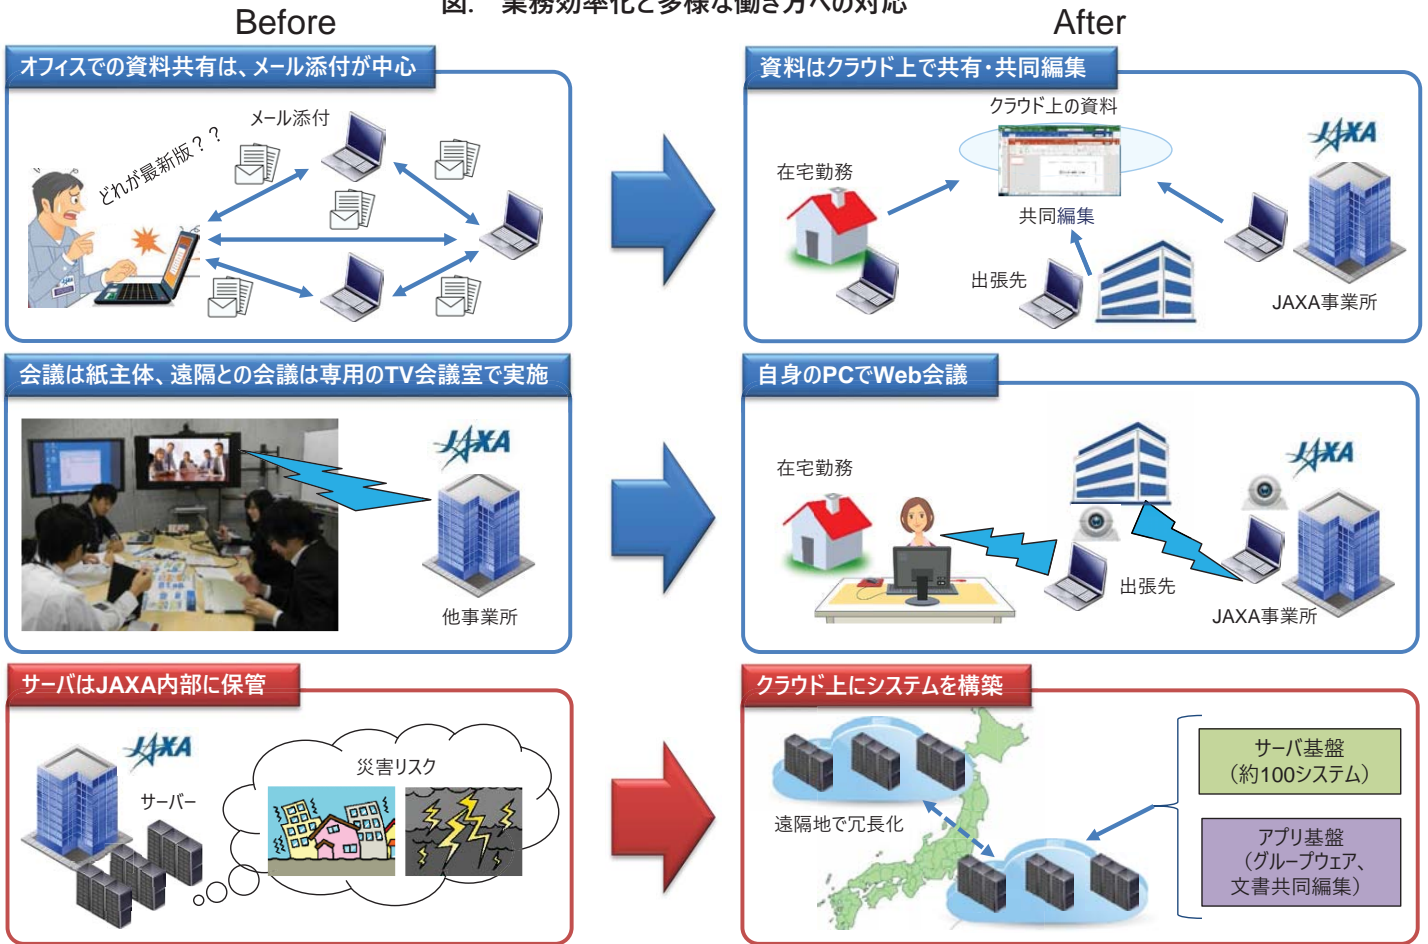 図. 業務効率化と多様な働き方への対応
Before
After
オフィスでの資料共有は、メール添付が中心
どれが最新版？？
メール添付
資料はクラウド上で共有・共同編集
クラウド上の資料
JAXA
在宅勤務
共同編集
出張先
JAXA事業所
会議は紙主体、遠隔との会議は専用のTV会議室で実施
JAXA
他事業所
自身のPCでWeb会議
在宅勤務
JAXA
出張先
JAXA事業所
サーバはJAXA内部に保管
JAXA
サーバー
災害リスク
クラウド上にシステムを構築
遠隔地で冗長化
サーバ基盤
（約100システム）
アプリ基盤
（グループウェア、
文書共同編集）